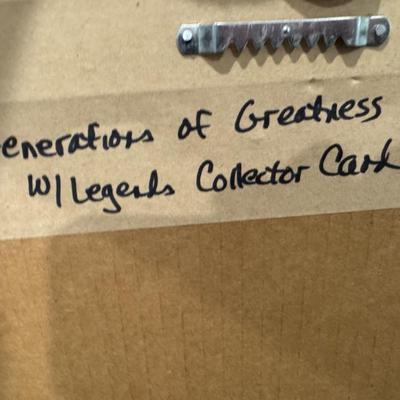 enerations of Greatness
W/Legends Collector Card